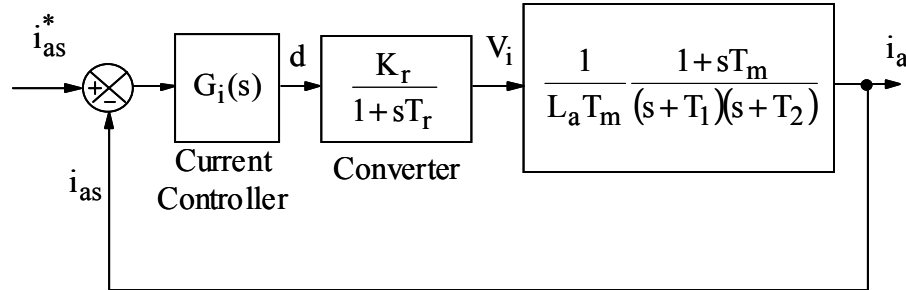 i*as
+
−
Gi(s)
Current
Controller
d
Kr
1+sTr
Converter
Vi
1
LaTm
1+sTm
(s+T1)(s+T2)
ia
ias